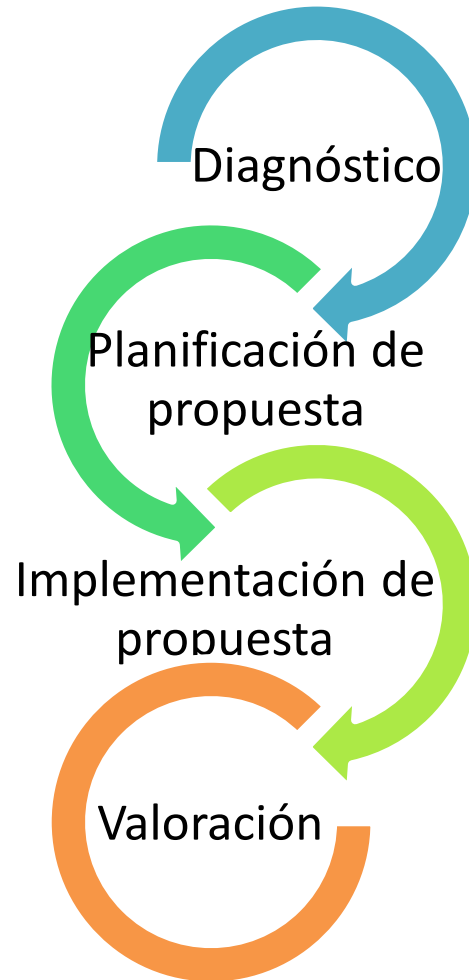 Diagnóstico
Planificación de
propuesta
Implementación de
propuesta
Valoración